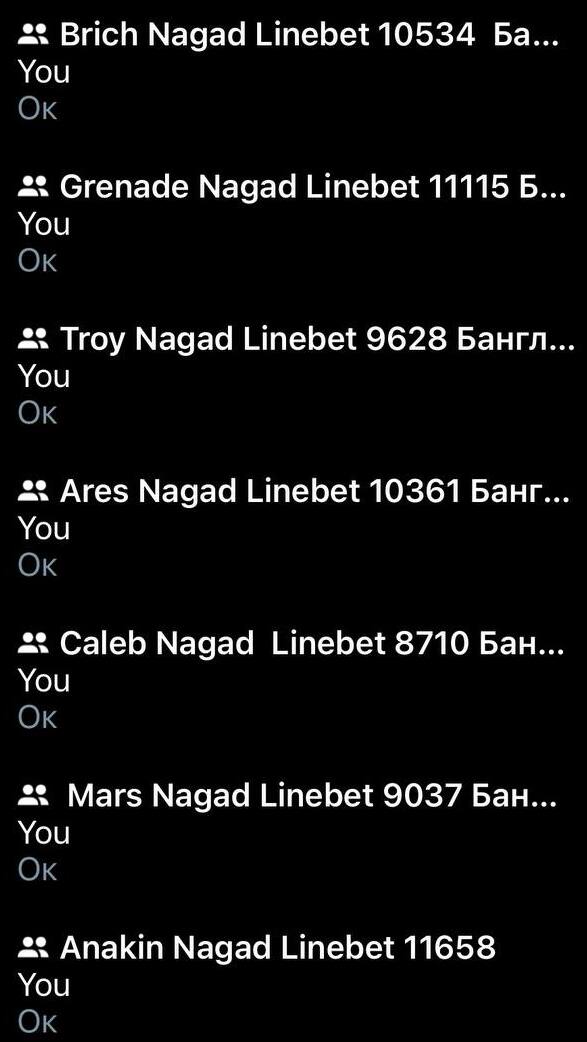 Brich Nagad Linebet 10534 Ба...
You
Ок
Grenade Nagad Linebet 11115 Б...
You
Ок
Troy Nagad Linebet 9628 Бангл...
You
Ок
Ares Nagad Linebet 10361 Банг...
You
Ок
Caleb Nagad Linebet 8710 Бан...
You
Ок
Mars Nagad Linebet 9037 Бан...
You
Ок
Anakin Nagad Linebet 11658
You
Ок